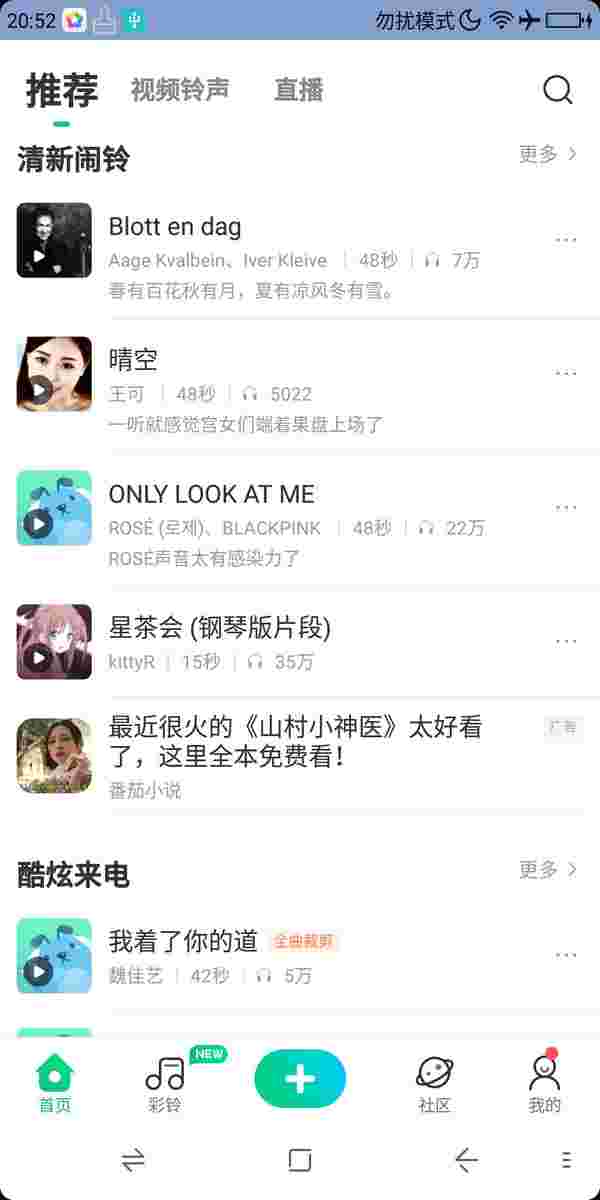 20:52
勿扰模式
推荐
视频铃声
直播
清新闹铃
更多
Blott en dag
Aage Kvalbein、Iver Kleive
48秒
7万
春有百花秋有月，夏有凉风冬有雪。
晴空
王可
48秒
5022
一听就感觉宫女们端着果盘上场了
ONLY LOOK AT ME
ROSÉ (로제)、BLACKPINK
48秒
22万
ROSÉ声音太有感染力了
星茶会 (钢琴版片段)
kittyR
15秒
35万
最近很火的《山村小神医》太好看
了，这里全本免费看！
广告
番茄小说
酷炫来电
更多
我着了你的道
全曲裁剪
魏佳艺
42秒
5万
首页
彩铃
NEW
社区
我的